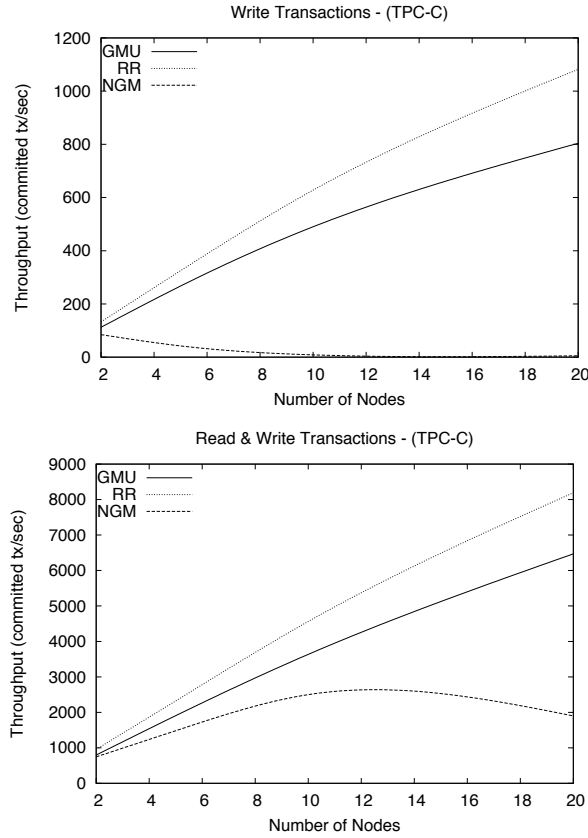 Write Transactions - (TPC-C)
1200
1000
800
600
400
200
0
GMU
RR
NGM
Throughput (committed tx/sec)
2 4 6 8 10 12 14 16 18 20
Number of Nodes
Read & Write Transactions - (TPC-C)
9000
8000
7000
6000
5000
4000
3000
2000
1000
0
GMU
RR
NGM
Throughput (committed tx/sec)
2 4 6 8 10 12 14 16 18 20
Number of Nodes